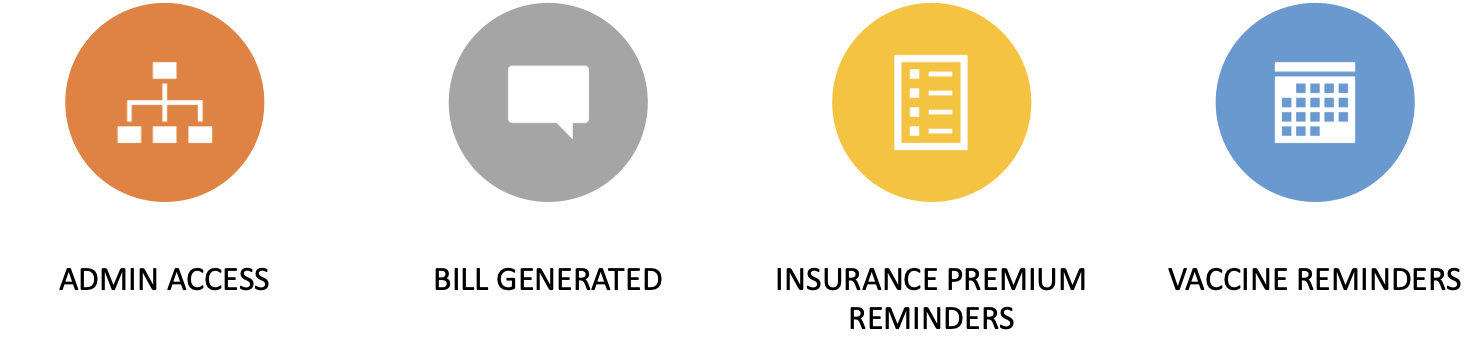 ADMIN ACCESS
BILL GENERATED
INSURANCE PREMIUM
REMINDERS
VACCINE REMINDERS